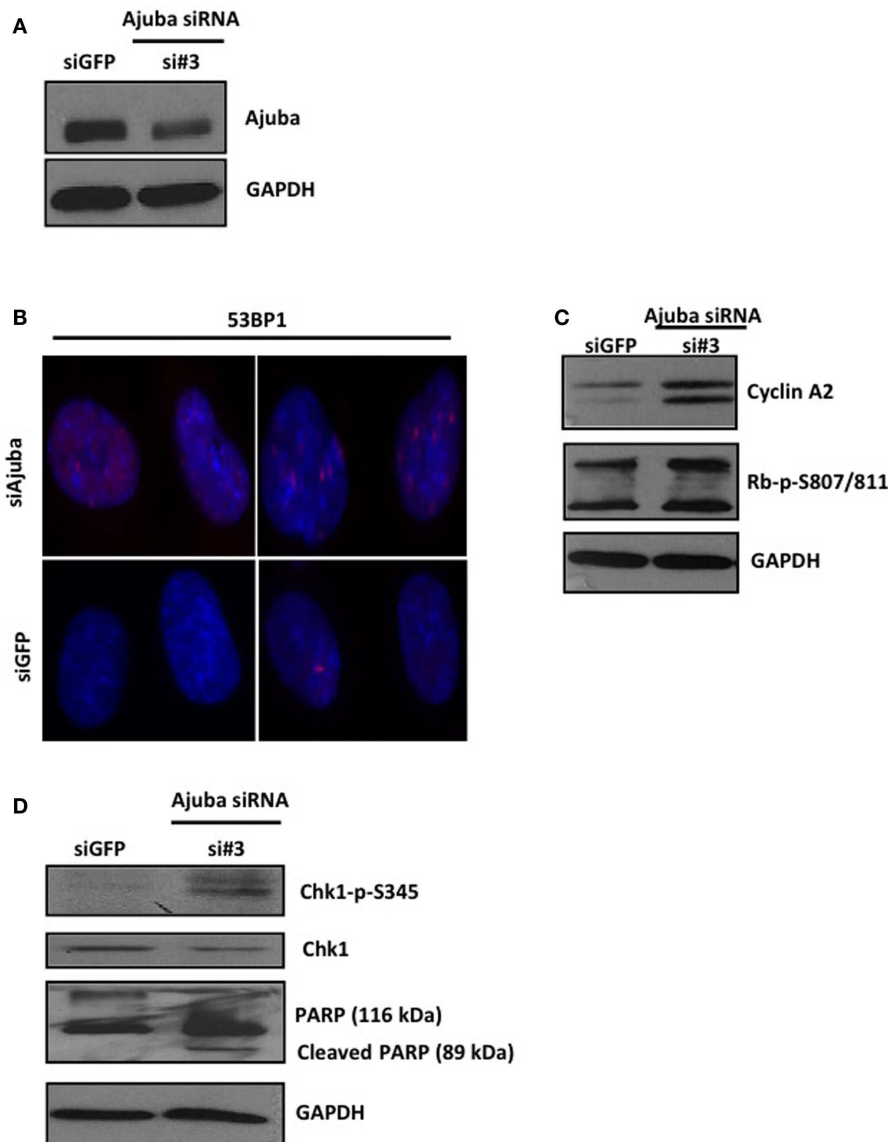 A
Ajuba siRNA
siGFP si#3
Ajuba
GAPDH
B
53BP1
siAjuba
siGFP
C
Ajuba siRNA
siGFP si#3
Cyclin A2
Rb-p-S807/811
GAPDH
D
Ajuba siRNA
siGFP si#3
Chk1-p-S345
Chk1
PARP (116 kDa)
Cleaved PARP (89 kDa)
GAPDH